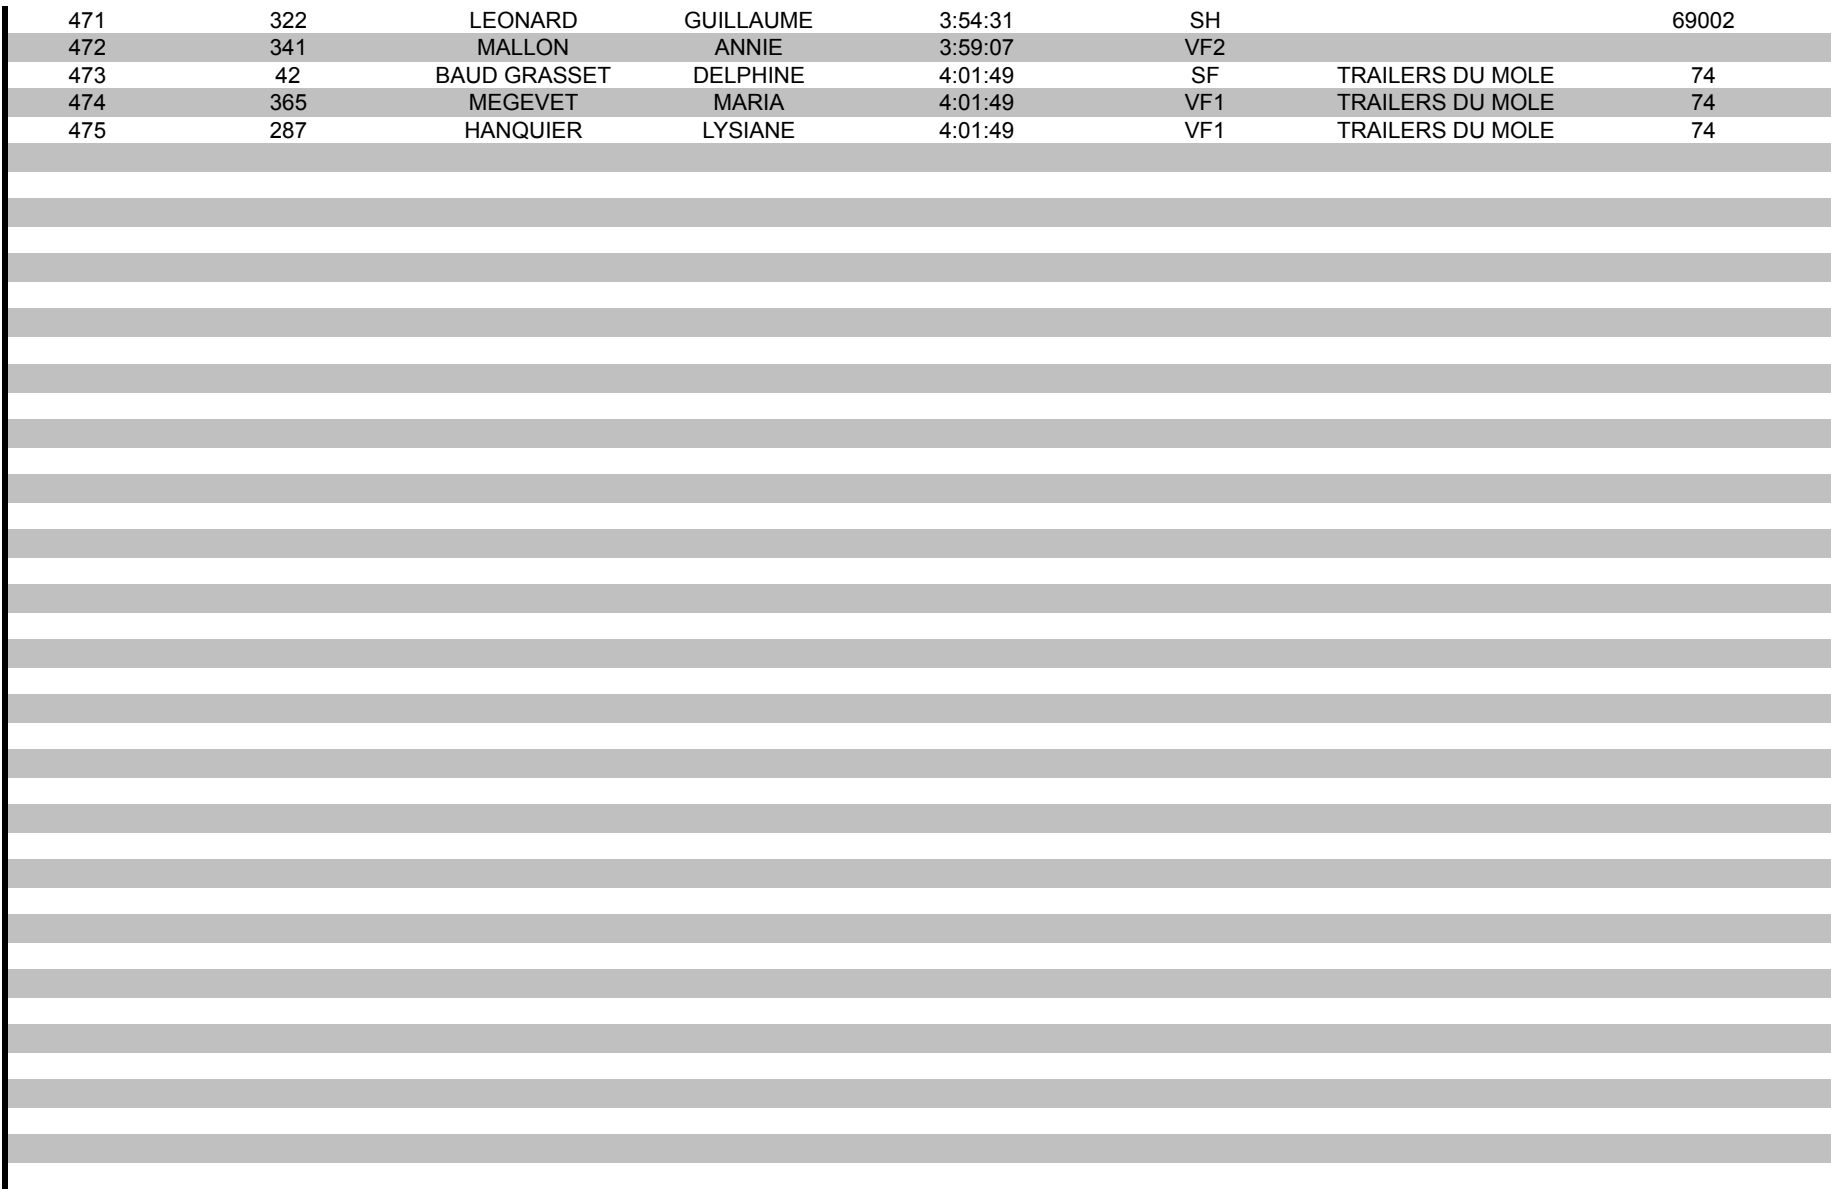 471 322 LEONARD GUILLAUME 3:54:31 SH 69002
472 341 MALLON ANNIE 3:59:07 VF2
473 42 BAUD GRASSET DELPHINE 4:01:49 SF TRAILERS DU MOLE 74
474 365 MEGEVET MARIA 4:01:49 VF1 TRAILERS DU MOLE 74
475 287 HANQUIER LYSIANE 4:01:49 VF1 TRAILERS DU MOLE 74